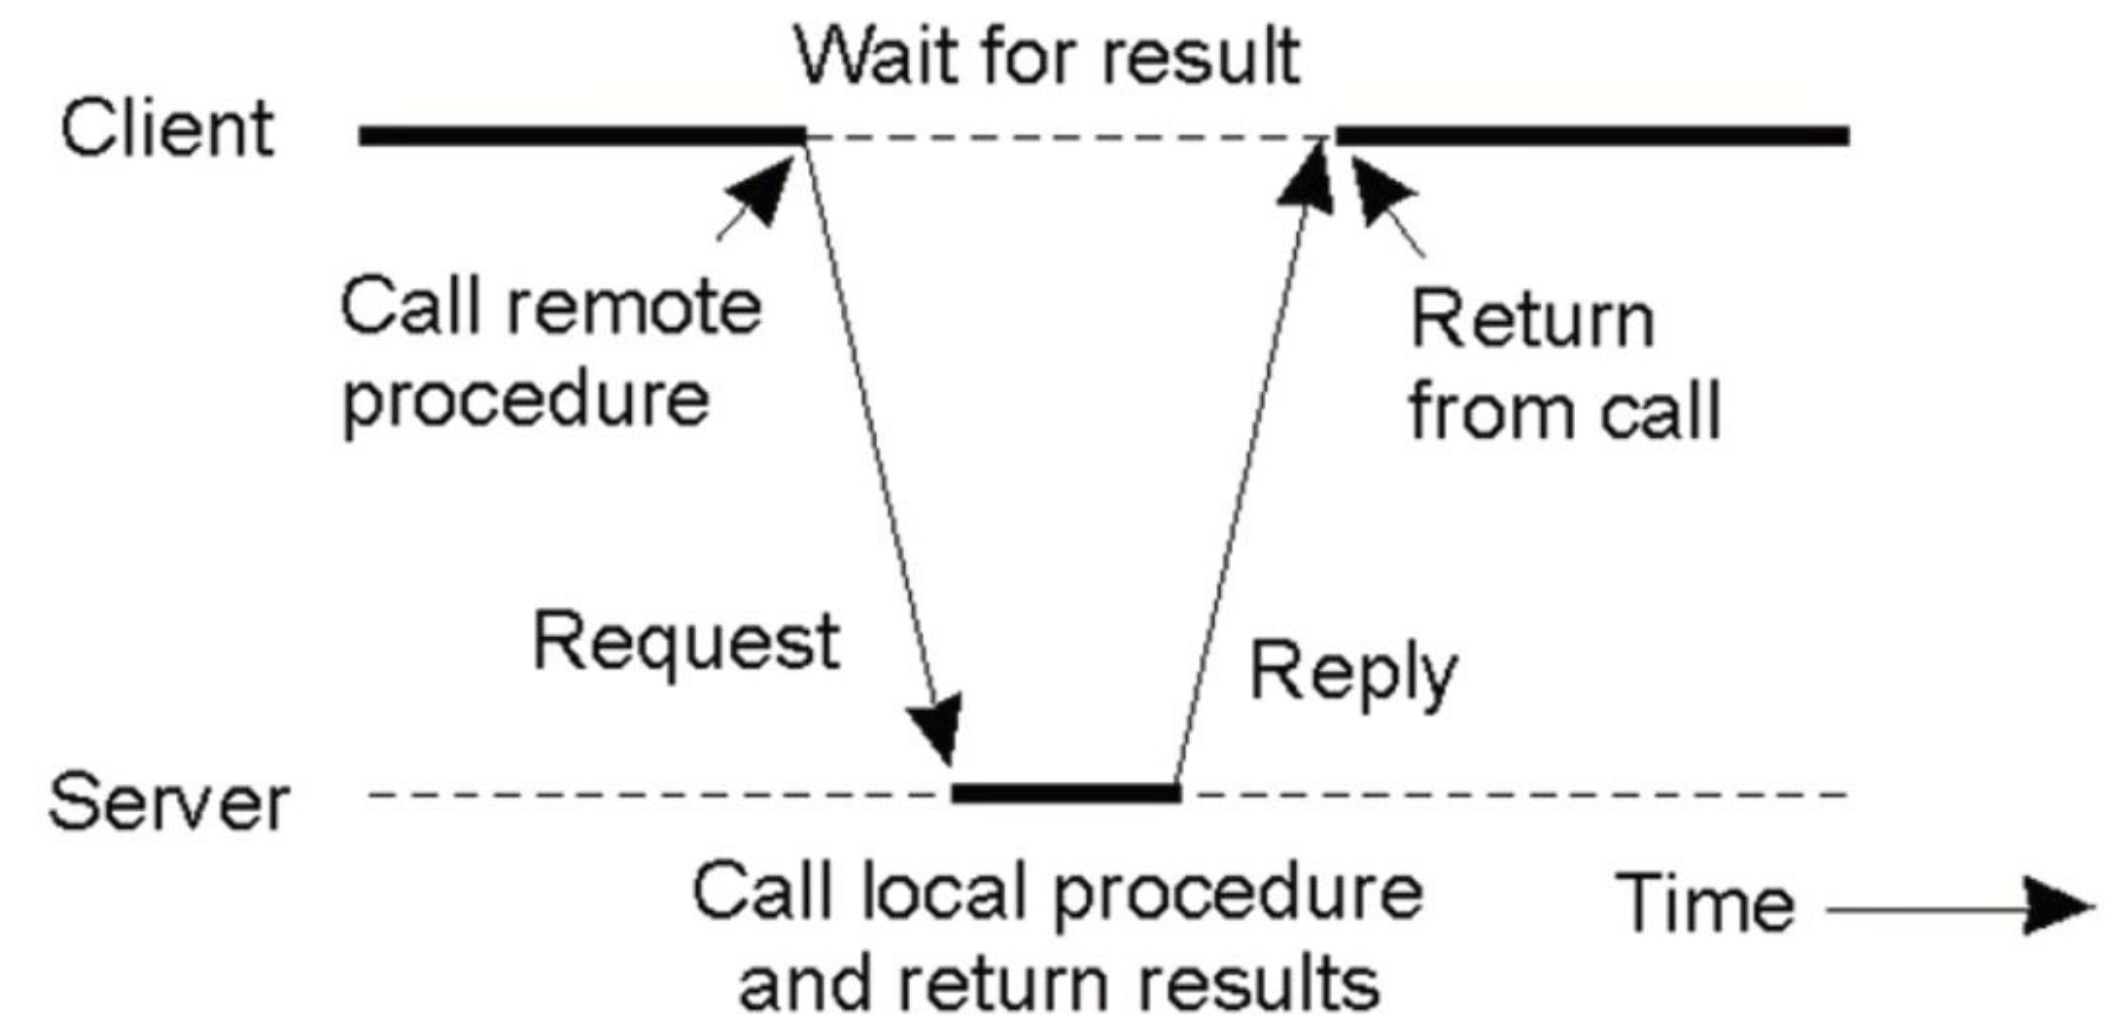 Wait for result
Client
Call remote
procedure
Return
from call
Request
Reply
Server
Call local procedure
and return results
Time